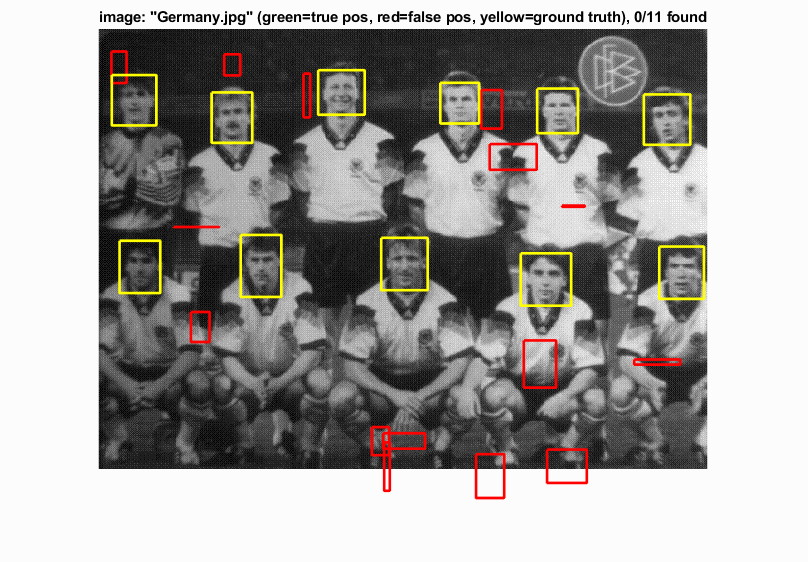 image: "Germany.jpg" (green=true pos, red=false pos, yellow=ground truth), 0/11 found